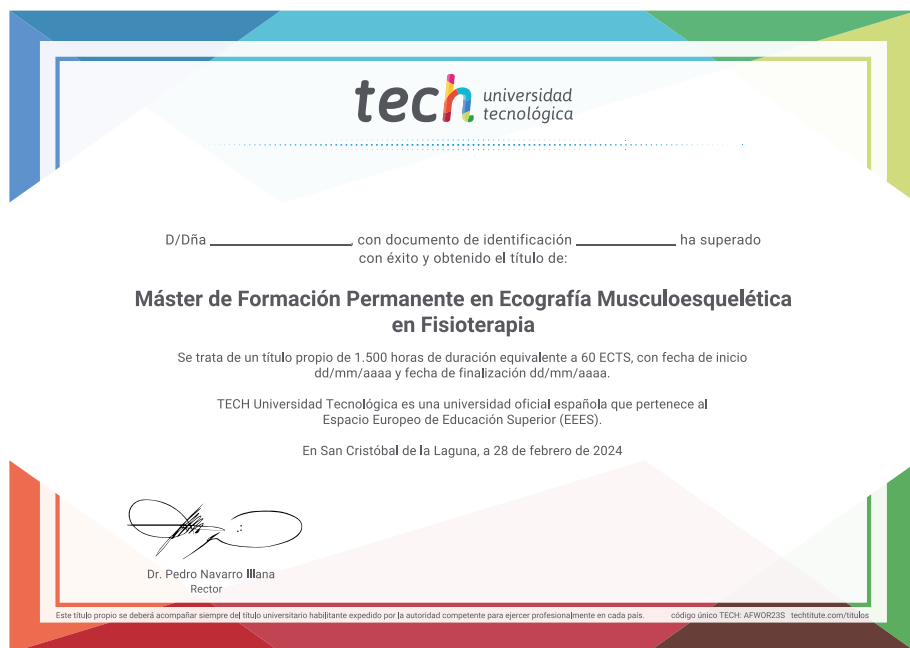 tech universidad
tecnológica
D/Dña ________________, con documento de identificación ____________ ha superado
con éxito y obtenido el título de:
Máster de Formación Permanente en Ecografía Musculoesquelética
en Fisioterapia
Se trata de un título propio de 1.500 horas de duración equivalente a 60 ECTS, con fecha de inicio
dd/mm/aaaa y fecha de finalización dd/mm/aaaa.
TECH Universidad Tecnológica es una universidad oficial española que pertenece al
Espacio Europeo de Educación Superior (EEES).
En San Cristóbal de la Laguna, a 28 de febrero de 2024
Dr. Pedro Navarro Illana
Rector
Este título propio se deberá acompañar siempre del título universitario habilitante expedido por la autoridad competente para ejercer profesionalmente en cada país. código único TECH: AFWOR23S techtitute.com/titulos